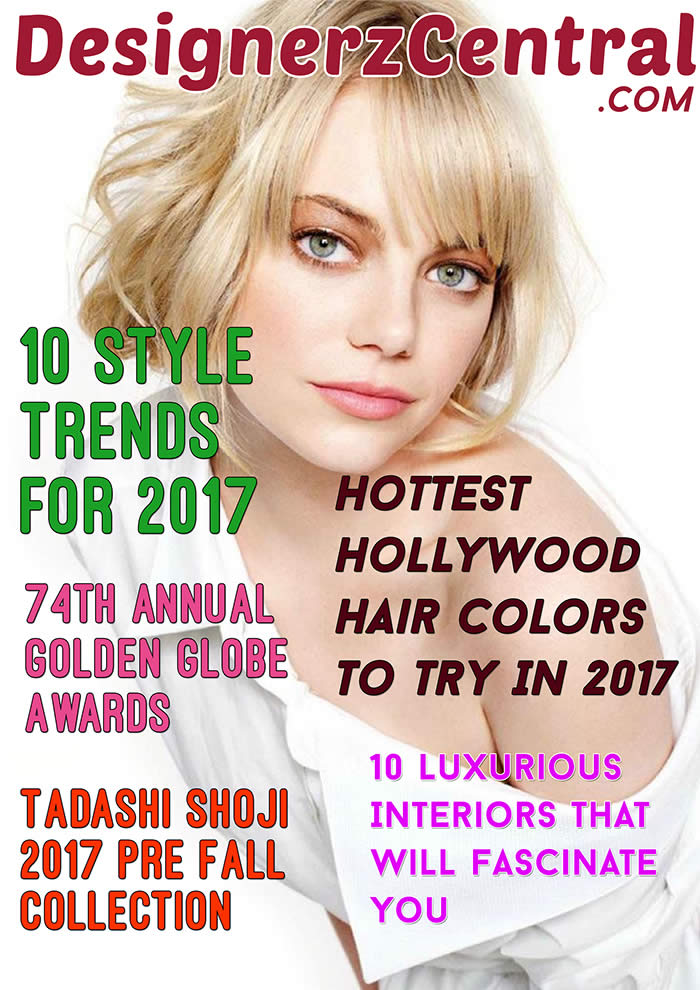 DesignerzCentral
.COM
10 STYLE
TRENDS
FOR 2017
HOTTEST
HOLLYWOOD
HAIR COLORS
TO TRY IN 2017
74TH ANNUAL
GOLDEN GLOBE
AWARDS
10 LUXURIOUS
INTERIORS THAT
WILL FASCINATE
YOU
TADASHI SHOJI
2017 PRE FALL
COLLECTION